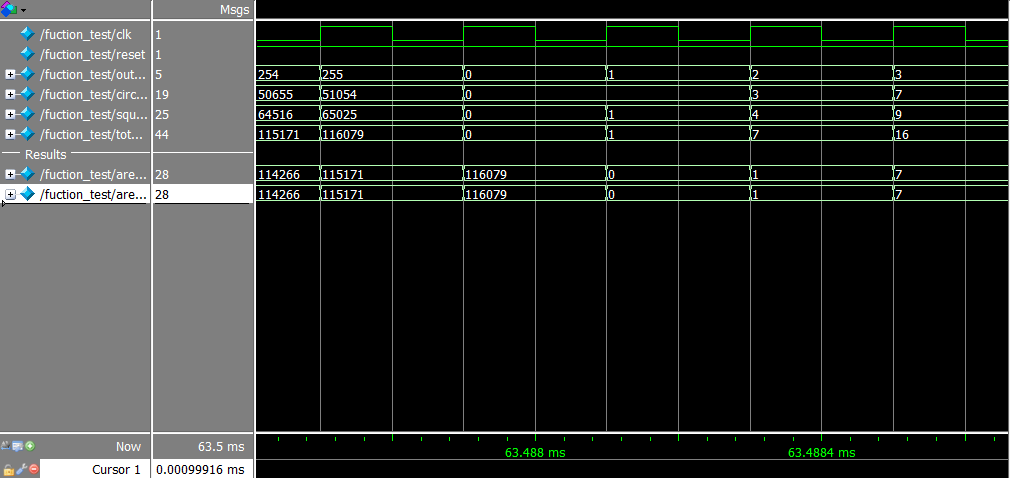 Msgs
/fuction_test/clk 1
/fuction_test/reset 1
/fuction_test/out... 5 254 255 0 1 2 3
/fuction_test/circ... 19 50655 51054 0 3 7
/fuction_test/squ... 25 64516 65025 0 1 4 9
/fuction_test/tot... 44 115171 116079 0 1 7 16
Results
/fuction_test/are... 28 114266 115171 116079 0 1 7
/fuction_test/are... 28 114266 115171 116079 0 1 7
Now 63.5 ms 63.488 ms 63.4884 ms
Cursor 1 0.00099916 ms